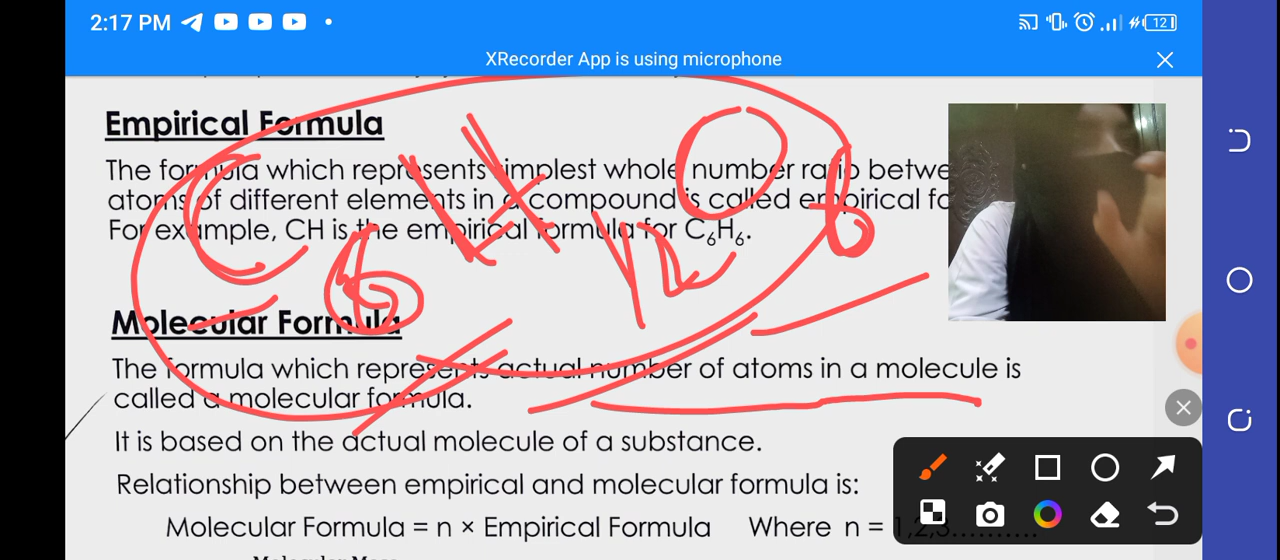 2:17 PM 12
XRecorder App is using microphone
Empirical Formula
The formula which represents simplest whole number ratio betwe
atoms of different elements in a compound is called empirical fo
For example, CH is the empirical formula for C₆H₆.
C₆H₁₂O₆
Molecular Formula
The formula which represents actual number of atoms in a molecule is
called a molecular formula.
It is based on the actual molecule of a substance.
Relationship between empirical and molecular formula is:
Molecular Formula = n × Empirical Formula Where n = 1,2,3..........